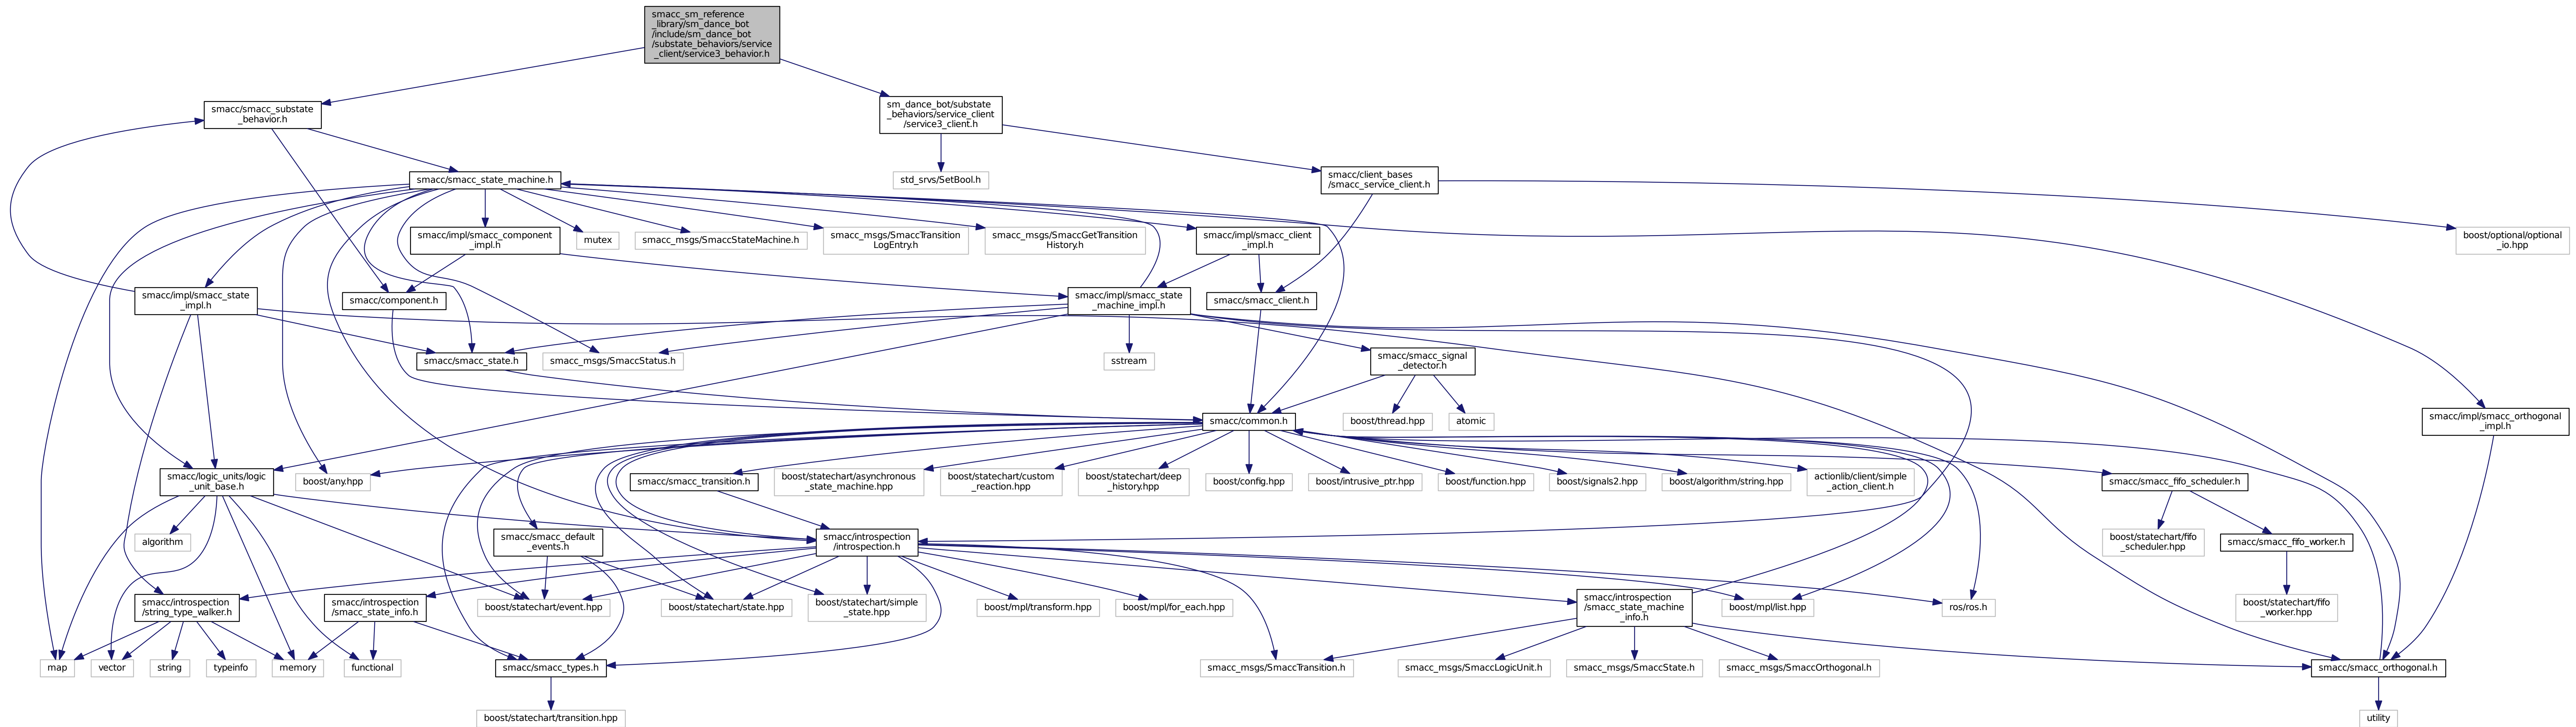 smacc_sm_reference
_library/sm_dance_bot
/include/sm_dance_bot
/substate_behaviors/service
_client/service3_behavior.h
smacc/smacc_substate
_behavior.h
sm_dance_bot/substate
_behaviors/service_client
/service3_client.h
smacc/smacc_state_machine.h
std_srvs/SetBool.h
smacc/client_bases
/smacc_service_client.h
smacc/impl/smacc_component
_impl.h
mutex
smacc_msgs/SmaccStateMachine.h
smacc_msgs/SmaccTransition
LogEntry.h
smacc_msgs/SmaccGetTransition
History.h
smacc/impl/smacc_client
_impl.h
boost/optional/optional
_io.hpp
smacc/impl/smacc_state
_impl.h
smacc/component.h
smacc/impl/smacc_state
_machine_impl.h
smacc/smacc_client.h
smacc/smacc_state.h
smacc_msgs/SmaccStatus.h
sstream
smacc/smacc_signal
_detector.h
smacc/common.h
boost/thread.hpp
atomic
smacc/impl/smacc_orthogonal
_impl.h
smacc/logic_units/logic
_unit_base.h
boost/any.hpp
smacc/smacc_transition.h
boost/statechart/asynchronous
_state_machine.hpp
boost/statechart/custom
_reaction.hpp
boost/statechart/deep
_history.hpp
boost/config.hpp
boost/intrusive_ptr.hpp
boost/function.hpp
boost/signals2.hpp
boost/algorithm/string.hpp
actionlib/client/simple
_action_client.h
smacc/smacc_fifo_scheduler.h
algorithm
smacc/smacc_default
_events.h
smacc/introspection
/introspection.h
boost/statechart/fifo
_scheduler.hpp
smacc/smacc_fifo_worker.h
smacc/introspection
/string_type_walker.h
smacc/introspection
/smacc_state_info.h
boost/statechart/event.hpp
boost/statechart/state.hpp
boost/statechart/simple
_state.hpp
boost/mpl/transform.hpp
boost/mpl/for_each.hpp
smacc/introspection
/smacc_state_machine
_info.h
boost/mpl/list.hpp
ros/ros.h
boost/statechart/fifo
_worker.hpp
map
vector
string
typeinfo
memory
functional
smacc/smacc_types.h
smacc_msgs/SmaccTransition.h
smacc_msgs/SmaccLogicUnit.h
smacc_msgs/SmaccState.h
smacc_msgs/SmaccOrthogonal.h
smacc/smacc_orthogonal.h
boost/statechart/transition.hpp
utility